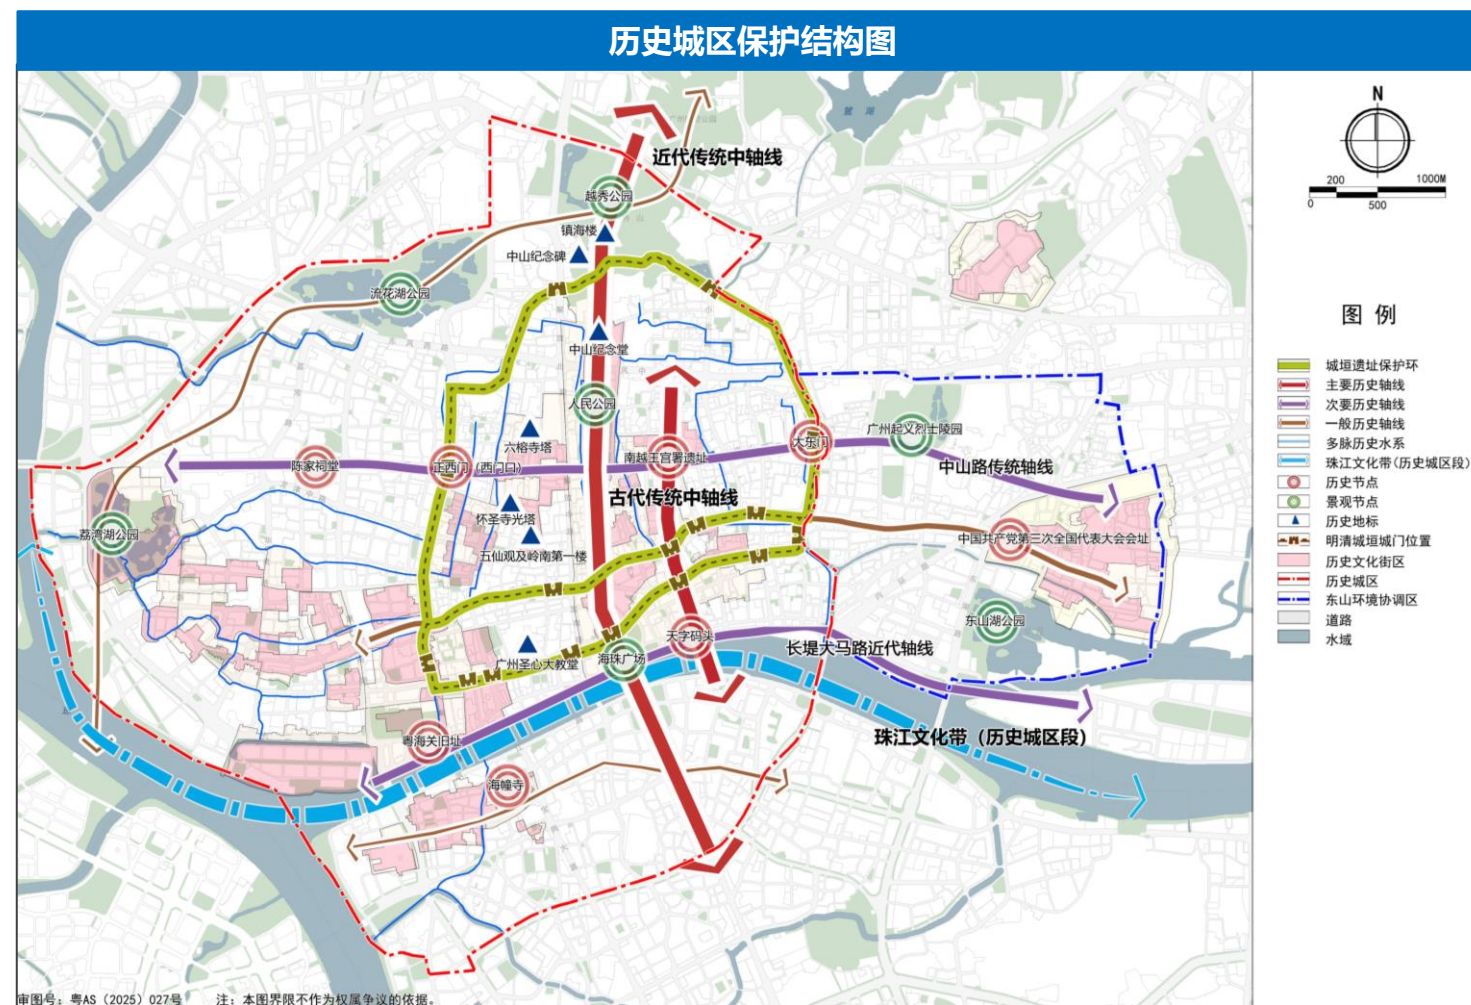 历史城区保护结构图
N
200
1000M
0
500
近代传统中轴线
越秀公园
镇海楼
中山纪念碑
流花湖公园
中山纪念堂
人民公园
六榕寺塔
大东门
广州起义烈士陵园
陈家祠堂
正西门（西门口）
南越王宫署遗址
中山路传统轴线
古代传统中轴线
怀圣寺光塔
荔湾湖公园
五仙观及岭南第一楼
中国共产党第三次全国代表大会会址
东山湖公园
天字码头
长堤大马路近代轴线
海珠广场
广州圣心大教堂
粤海关旧址
珠江文化带（历史城区段）
海幢寺
图 例
城垣遗址保护环
主要历史轴线
次要历史轴线
一般历史轴线
多脉历史水系
珠江文化带(历史城区段)
历史节点
景观节点
历史地标
明清城垣城门位置
历史文化街区
历史城区
东山环境协调区
道路
水域
审图号：粤AS（2025）027号 注：本图界限不作为权属争议的依据。